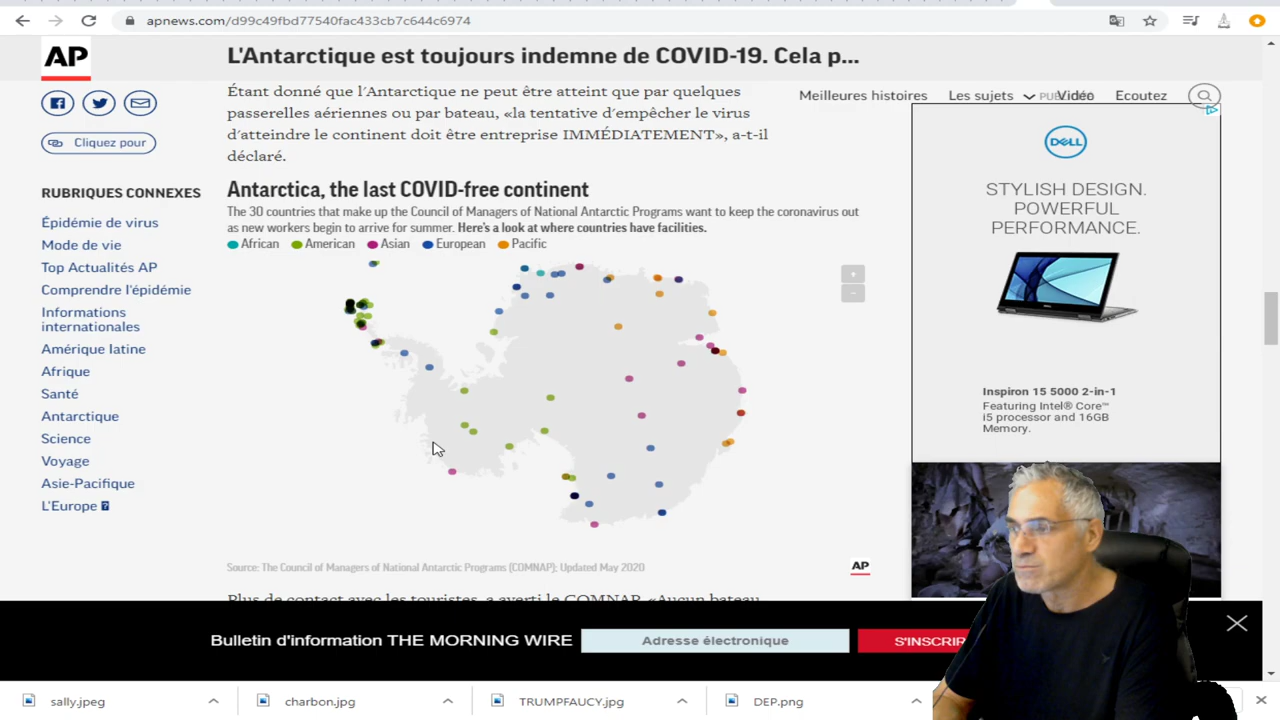 apnews.com/d99c49fbd77540fac433cb7c644c6974
AP
L'Antarctique est toujours indemne de COVID-19. Cela p...
Meilleures histoires
Les sujets
Vidéo
Ecoutez
Cliquez pour
RUBRIQUES CONNEXES
Épidémie de virus
Mode de vie
Top Actualités AP
Comprendre l'épidémie
Informations
internationales
Amérique latine
Afrique
Santé
Antarctique
Science
Voyage
Asie-Pacifique
L'Europe
Étant donné que l'Antarctique ne peut être atteint que par quelques
passerelles aériennes ou par bateau, «la tentative d'empêcher le virus
d'atteindre le continent doit être entreprise IMMÉDIATEMENT», a-t-il
déclaré.
Antarctica, the last COVID-free continent
The 30 countries that make up the Council of Managers of National Antarctic Programs want to keep the coronavirus out
as new workers begin to arrive for summer. Here's a look at where countries have facilities.
African American Asian European Pacific
+
−
Source: The Council of Managers of National Antarctic Programs (COMNAP); Updated May 2020
AP
Plus de contact avec les touristes, a averti le COMNAP. «Aucun bateau
DELL
STYLISH DESIGN.
POWERFUL
PERFORMANCE.
Inspiron 15 5000 2-in-1
Featuring Intel® Core™
i5 processor and 16GB
Memory.
Bulletin d'information THE MORNING WIRE
Adresse électronique
S'INSCRIR
sally.jpeg
charbon.jpg
TRUMPFAUCY.jpg
DEP.png